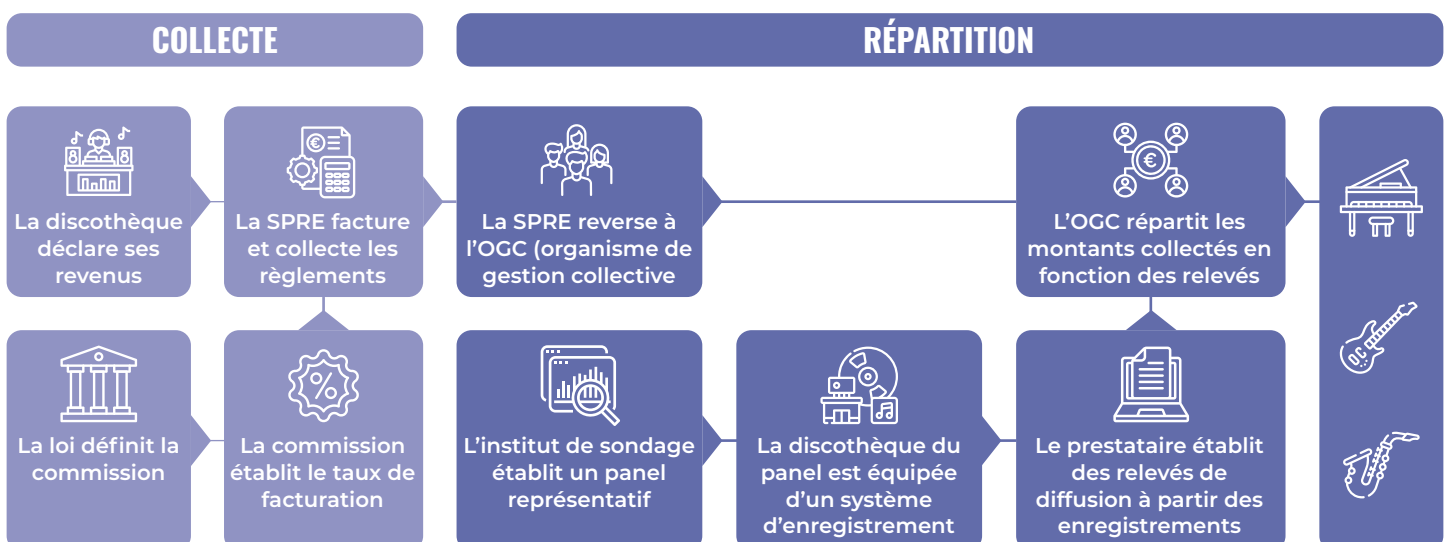 COLLECTE
RÉPARTITION
La discothèque
déclare ses
revenus
La SPRE facture
et collecte les
règlements
La SPRE reverse à
l'OGC (organisme de
gestion collective
L'OGC répartit les
montants collectés en
fonction des relevés
La loi définit la
commission
La commission
établit le taux de
facturation
L'institut de sondage
établit un panel
représentatif
La discothèque du
panel est équipée
d'un système
d'enregistrement
Le prestataire établit
des relevés de
diffusion à partir des
enregistrements